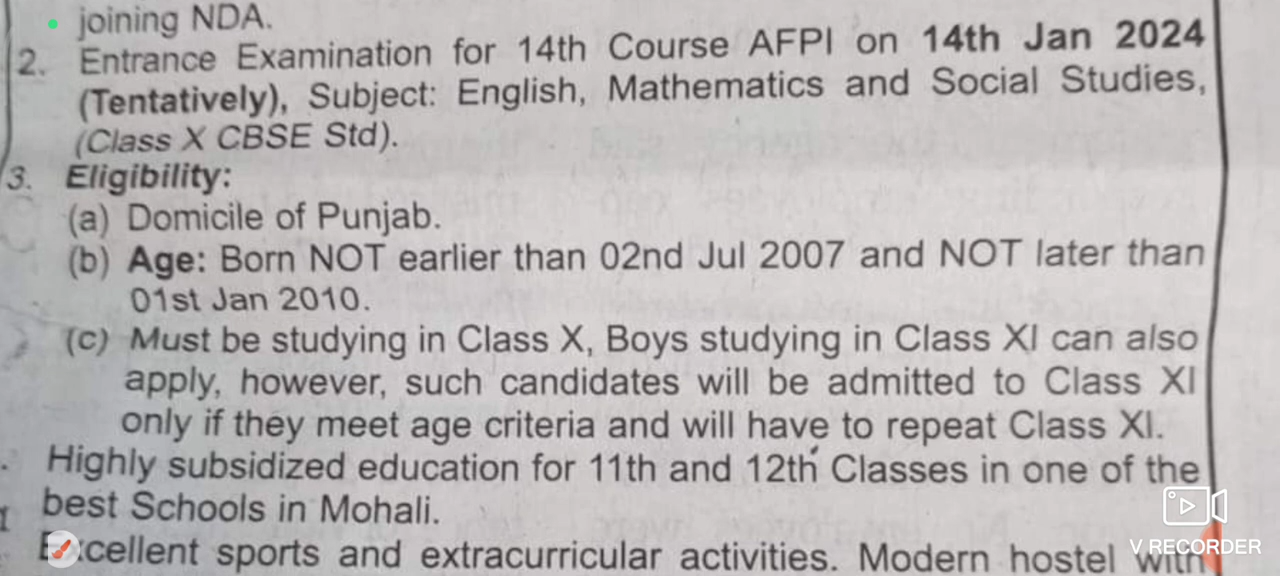 joining NDA.
2. Entrance Examination for 14th Course AFPI on 14th Jan 2024
(Tentatively), Subject: English, Mathematics and Social Studies,
(Class X CBSE Std).
3. Eligibility:
(a) Domicile of Punjab.
(b) Age: Born NOT earlier than 02nd Jul 2007 and NOT later than
01st Jan 2010.
(c) Must be studying in Class X, Boys studying in Class XI can also
apply, however, such candidates will be admitted to Class XI
only if they meet age criteria and will have to repeat Class XI.
Highly subsidized education for 11th and 12th Classes in one of the
best Schools in Mohali.
Excellent sports and extracurricular activities. Modern hostel with
V RECORDER